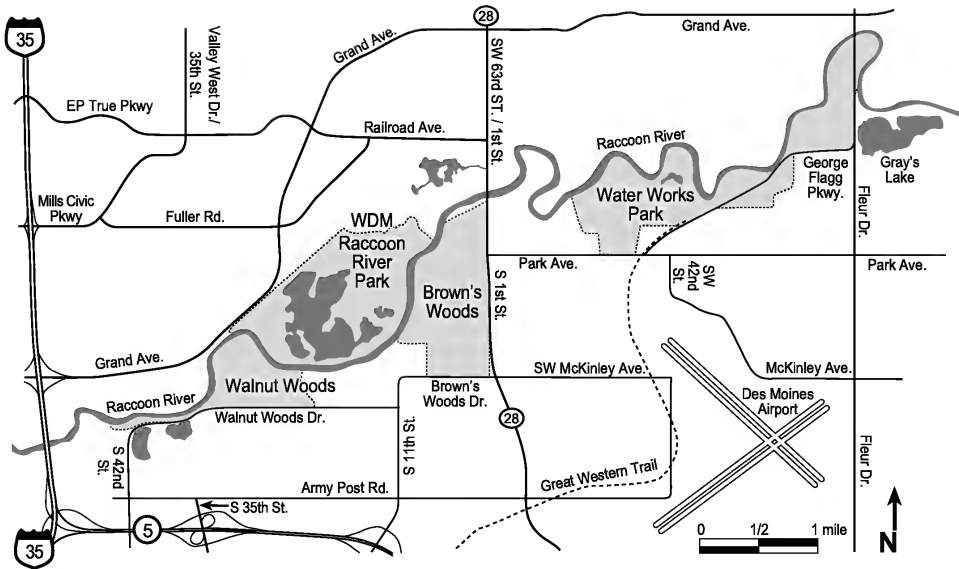 28
35
Grand Ave.
Grand Ave.
Valley West Dr./
35th St.
SW 63rd ST. / 1st St.
EP True Pkwy
Railroad Ave.
Raccoon River
George
Flagg
Pkwy.
Gray's
Lake
Fleur Dr.
Mills Civic
Pkwy
Fuller Rd.
Water Works
Park
WDM
Raccoon
River
Park
Park Ave.
SW
42nd
St.
Park Ave.
Brown's
Woods
S 1st St.
Grand Ave.
Walnut Woods
Brown's
Woods Dr.
SW McKinley Ave.
McKinley Ave.
Raccoon River
Walnut Woods Dr.
S 11th St.
28
Des Moines
Airport
S 42nd
St.
Fleur Dr.
Army Post Rd.
Great Western Trail
S 35th St.
5
35
0 1/2 1 mile
N